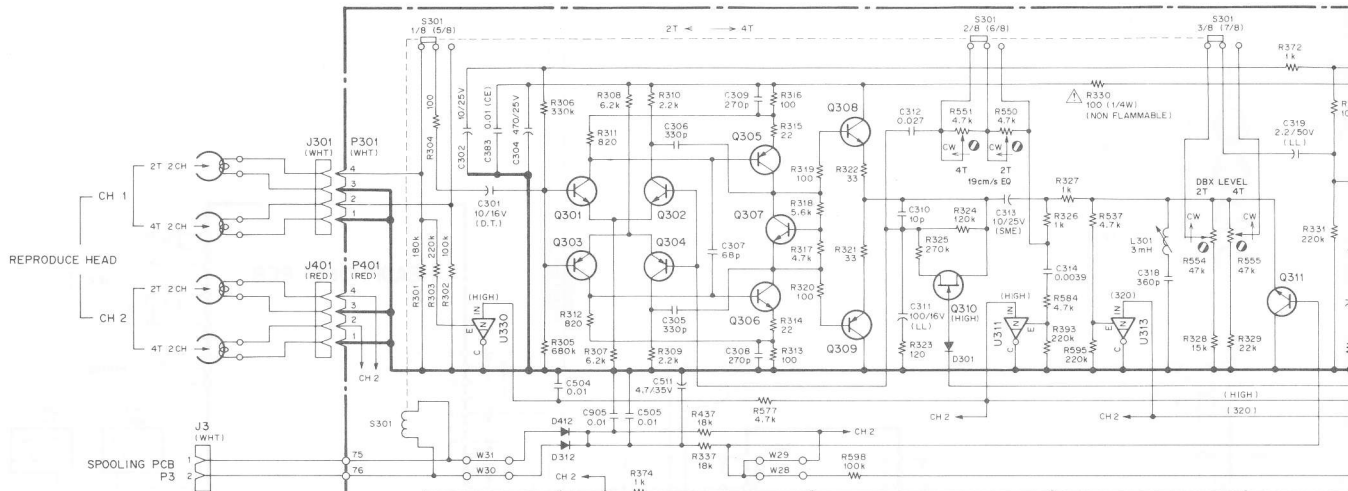 S301
1/8 (5/8)
2T ← → 4T
S301
2/8 (6/8)
S301
3/8 (7/8)
R372
1k
R304
100
C302
10/25V
C383 0.01 (CE)
C304 470/25V
R306
330k
R308
6.2k
R310
2.2k
C309
270p
R316
100
Q308
C312
0.027
R551
4.7k
R550
4.7k
⚠ R330
100 (1/4W)
(NON FLAMMABLE)
C319
2.2/50V
(LL)
R311
820
C306
330p
Q305
R315
22
CW
4T
CW
2T
19cm/s EQ
J301
(WHT)
P301
(WHT)
2T 2CH
4
3
2
1
CH 1
4T 2CH
C301
10/16V
(D.T.)
Q301
Q302
R319
100
R322
33
R318
5.6k
Q307
C310
10p
R324
120k
C313
10/25V
(SME)
R327
1k
R326
1k
R537
4.7k
DBX LEVEL
2T 4T
CW
CW
R554
47k
R555
47k
R331
220k
REPRODUCE HEAD
Q303
Q304
C307
68p
R317
4.7k
R321
33
R325
270k
L301
3mH
C318
360p
Q311
J401
(RED)
P401
(RED)
2T 2CH
4
3
2
1
CH 2
4T 2CH
R301
180k
R303
220k
R302
100k
(HIGH)
IN
E
C
U330
R312
820
C305
330p
R320
100
Q306
R314
22
Q309
C311
100/16V
(LL)
Q310
(HIGH)
C314
0.0039
(HIGH)
IN
E
C
U311
R584
4.7k
(320)
IN
E
C
U313
R305
680k
R307
6.2k
R309
2.2k
C308
270p
R313
100
R323
120
D301
R393
220k
R595
220k
R328
15k
R329
22k
CH 2
C504
0.01
C511
4.7/35V
(HIGH)
(320)
S301
C905
0.01
C505
0.01
R437
18k
R577
4.7k
CH 2
CH 2
CH 2
J3
(WHT)
D412
D312
R337
18k
SPOOLING PCB
P3
1
2
75
76
W31
W30
W29
W28
R598
100k
CH 2
R374
1k